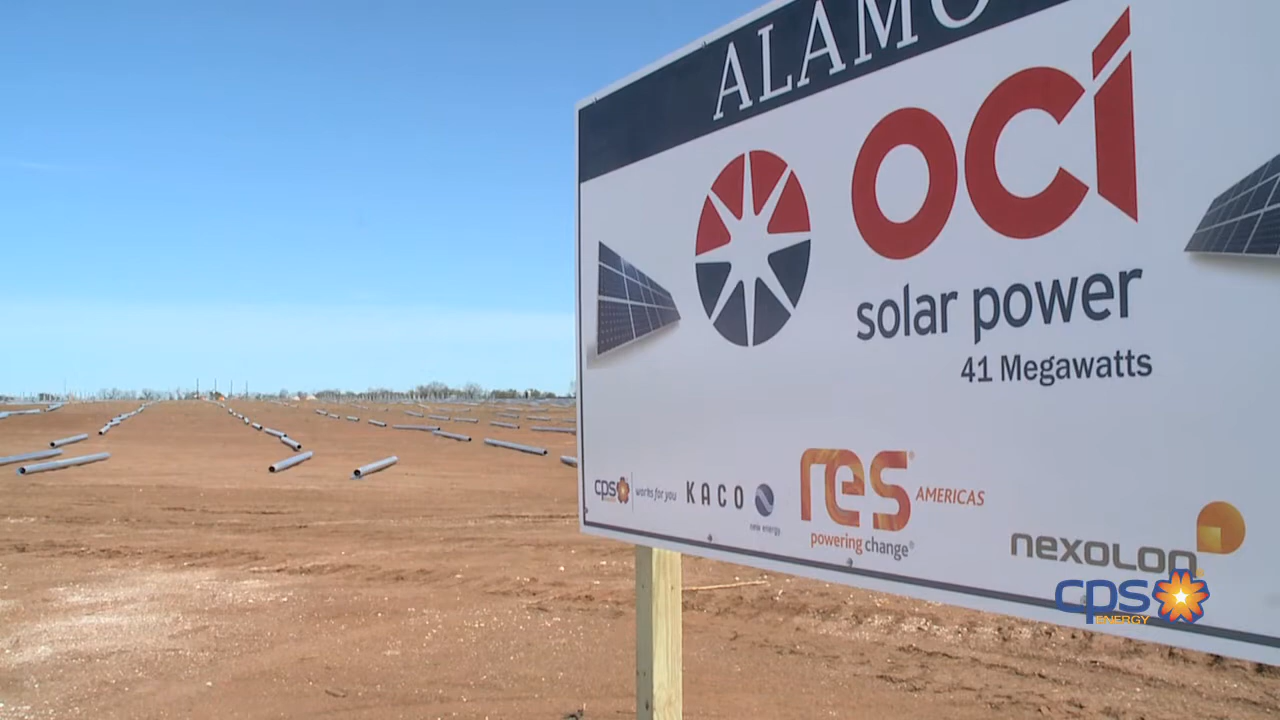 ALAMO
OCI
solar power
41 Megawatts
cps
ENERGY
works for you
KACO
new energy
res
AMERICAS
powering change®
nexolon
cps
ENERGY